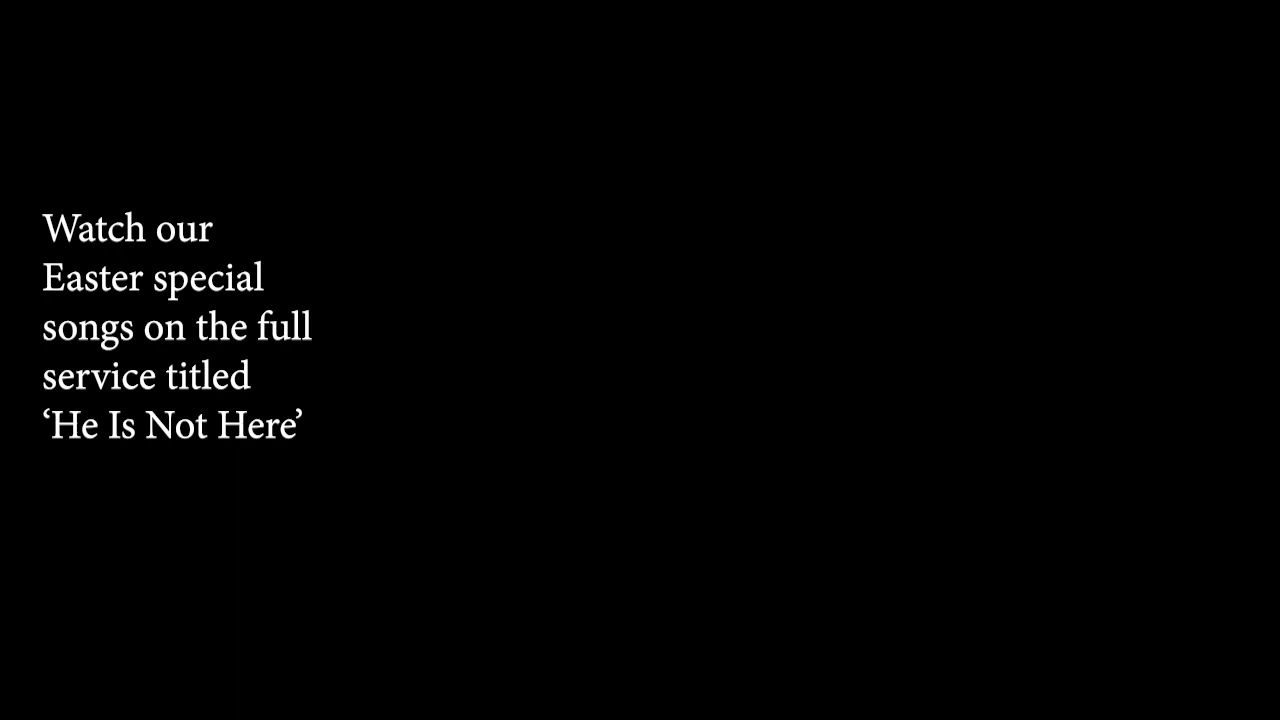 Watch our
Easter special
songs on the full
service titled
‘He Is Not Here’